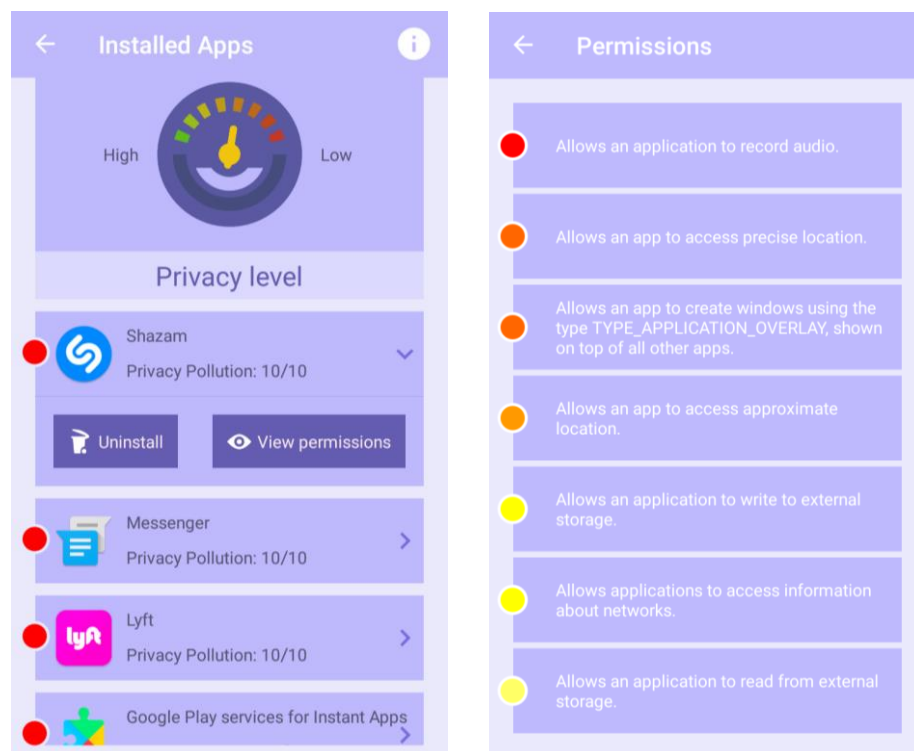 Installed Apps
i
High
Low
Privacy level
Shazam
Privacy Pollution: 10/10
Uninstall
View permissions
Messenger
Privacy Pollution: 10/10
lyft
Lyft
Privacy Pollution: 10/10
Google Play services for Instant Apps
Permissions
Allows an application to record audio.
Allows an app to access precise location.
Allows an app to create windows using the
type TYPE_APPLICATION_OVERLAY, shown
on top of all other apps.
Allows an app to access approximate
location.
Allows an application to write to external
storage.
Allows applications to access information
about networks.
Allows an application to read from external
storage.